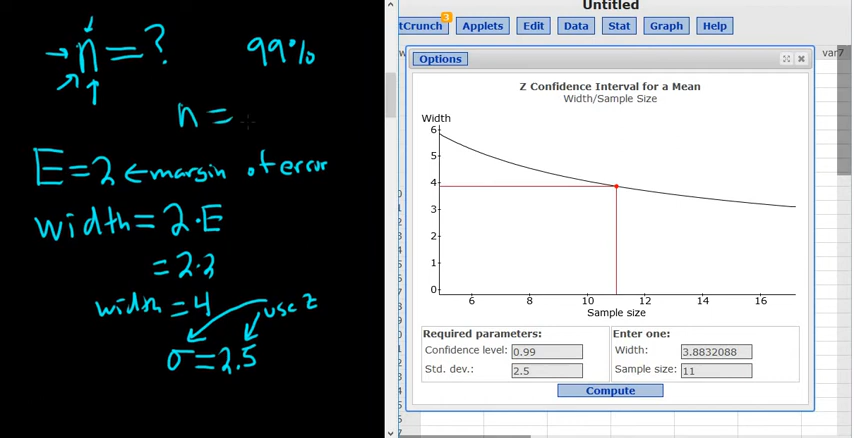 n = ? 99%
n =
E = 2 ← margin of error
width = 2·E
= 2·2
width = 4 use z
σ = 2.5
Untitled
Crunch 3 Applets Edit Data Stat Graph Help
var7
Options
Z Confidence Interval for a Mean
Width/Sample Size
Width
6
5
4
3
2
1
0
6 8 10 12 14 16
Sample size
Required parameters: Enter one:
Confidence level: 0.99 Width: 3.8832088
Std. dev.: 2.5 Sample size: 11
Compute